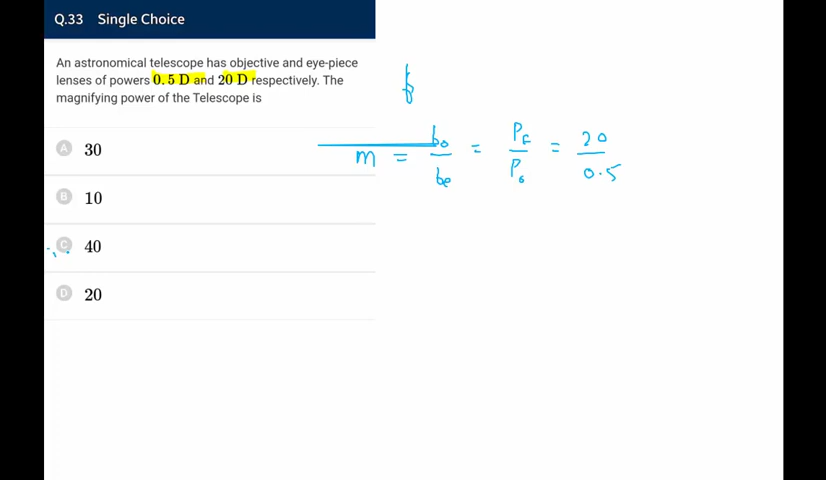 Q.33 Single Choice
An astronomical telescope has objective and eye-piece
lenses of powers 0.5 D and 20 D respectively. The
magnifying power of the Telescope is
A 30
B 10
C 40
D 20
f
m = fo/fe = PE/Po = 20/0.5